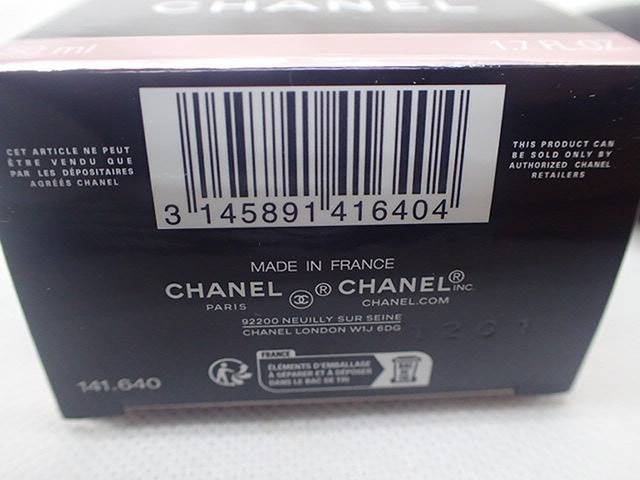 CHANEL
50 ml
1.7 FL.OZ.
CET ARTICLE NE PEUT
ÊTRE VENDU QUE
PAR LES DÉPOSITAIRES
AGRÉÉS CHANEL
THIS PRODUCT CAN
BE SOLD ONLY BY
AUTHORIZED CHANEL
RETAILERS
3 145891 416404
MADE IN FRANCE
CHANEL ® CHANEL® INC.
PARIS CHANEL.COM
92200 NEUILLY SUR SEINE
CHANEL LONDON W1J 6DG
FRANCE
ÉLÉMENTS D'EMBALLAGE
À SÉPARER ET À DÉPOSER
DANS LE BAC DE TRI
141.640